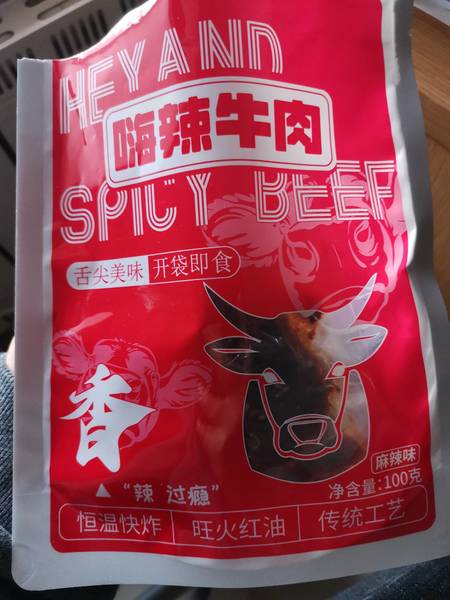 HEY AND
嗨辣牛肉
SPICY BEEF
舌尖美味 开袋即食
香
"辣 过瘾"
麻辣味
净含量:100克
恒温快炸 旺火红油 传统工艺